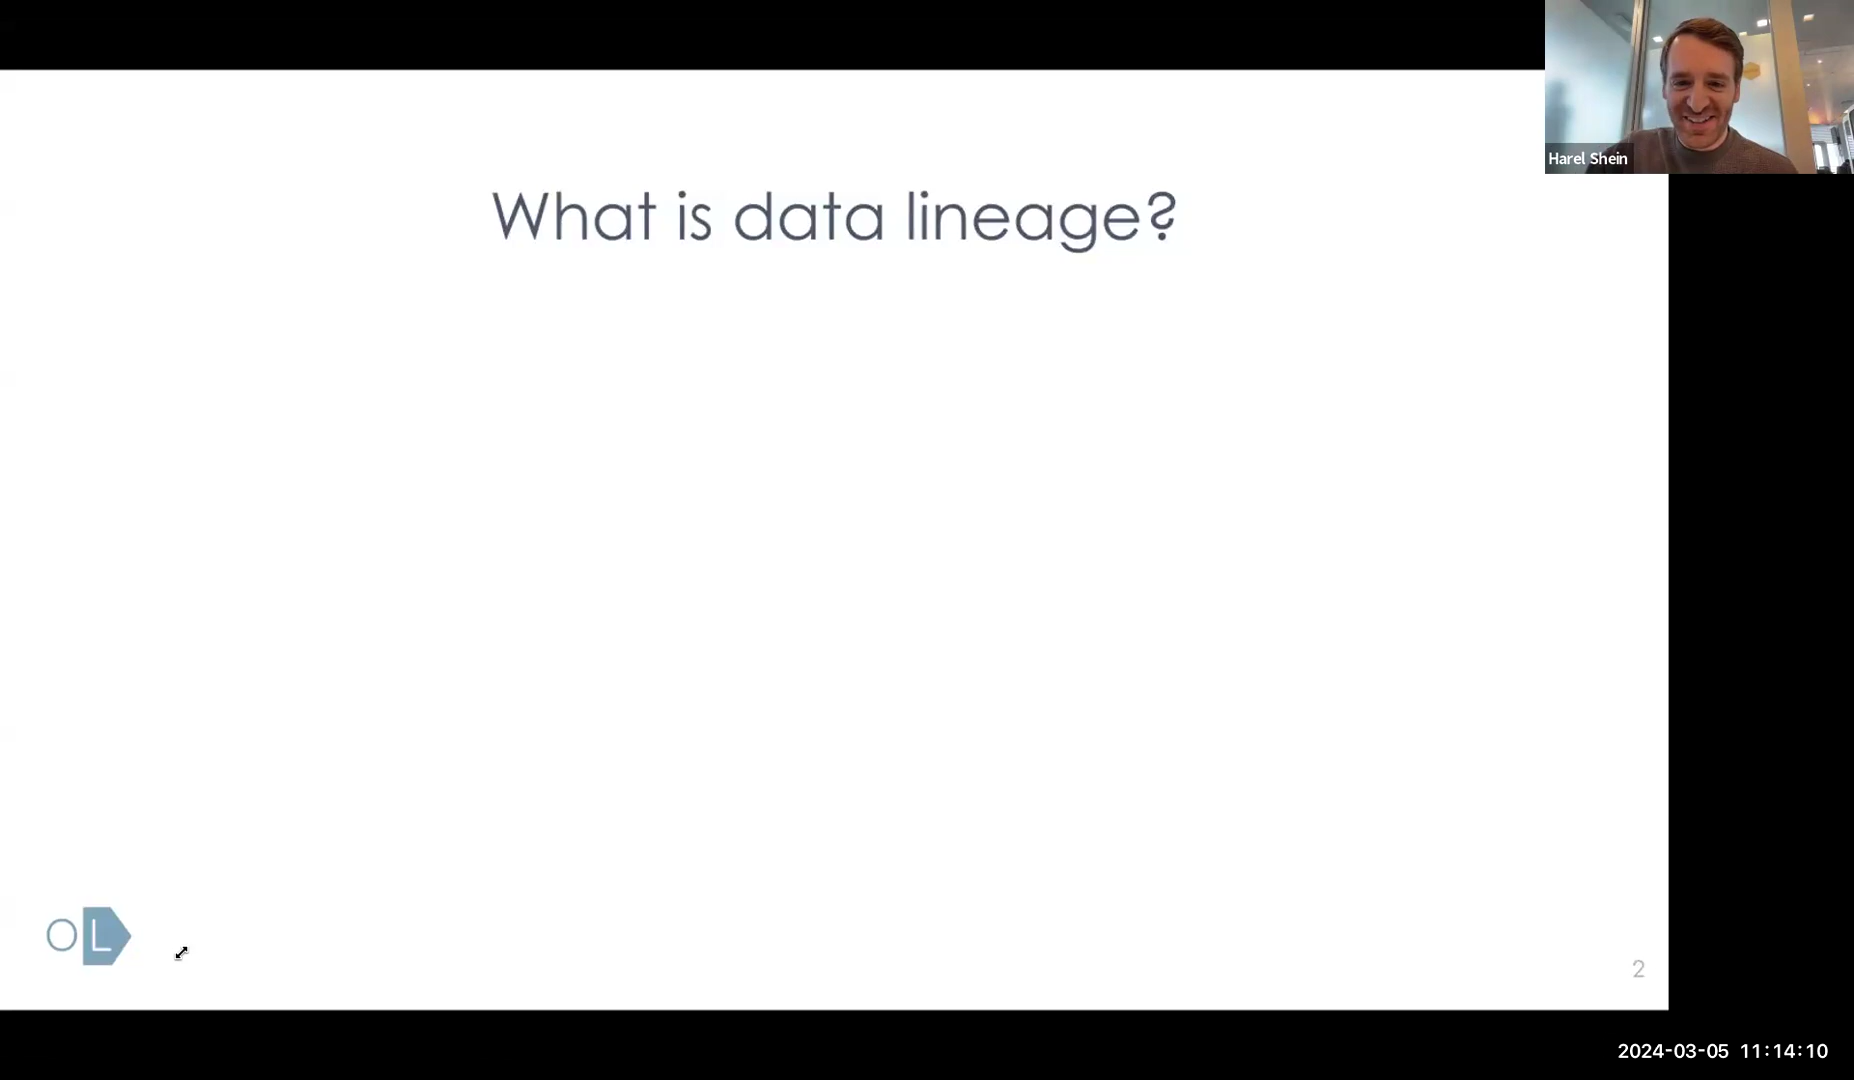 Harel Shein
What is data lineage?
OL
2
2024-03-05 11:14:10